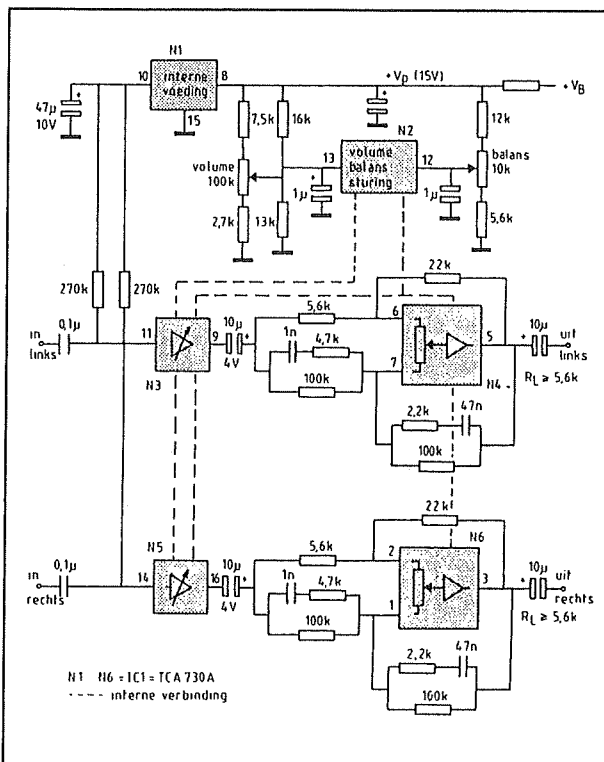 N1
10
interne
voeding
8
15
47µ
10V
+
+ Vp (15V)
+ VB
7,5k
16k
12k
N2
volume
balans
sturing
13
12
volume
100k
balans
10k
+
1µ
+
1µ
2,7k
13k
5,6k
270k
270k
22k
in
links
0,1µ
11
9
10µ
+
4V
N3
5,6k
1n
4,7k
100k
6
7
5
N4
10µ
+
uit
links
RL ≥ 5,6k
2,2k
47n
100k
22k
in
rechts
0,1µ
14
N5
16
10µ
+
4V
5,6k
1n
4,7k
100k
2
1
3
N6
10µ
+
uit
rechts
RL ≥ 5,6k
2,2k
47n
100k
N1 N6 = IC1 = TCA 730A
---- interne verbinding